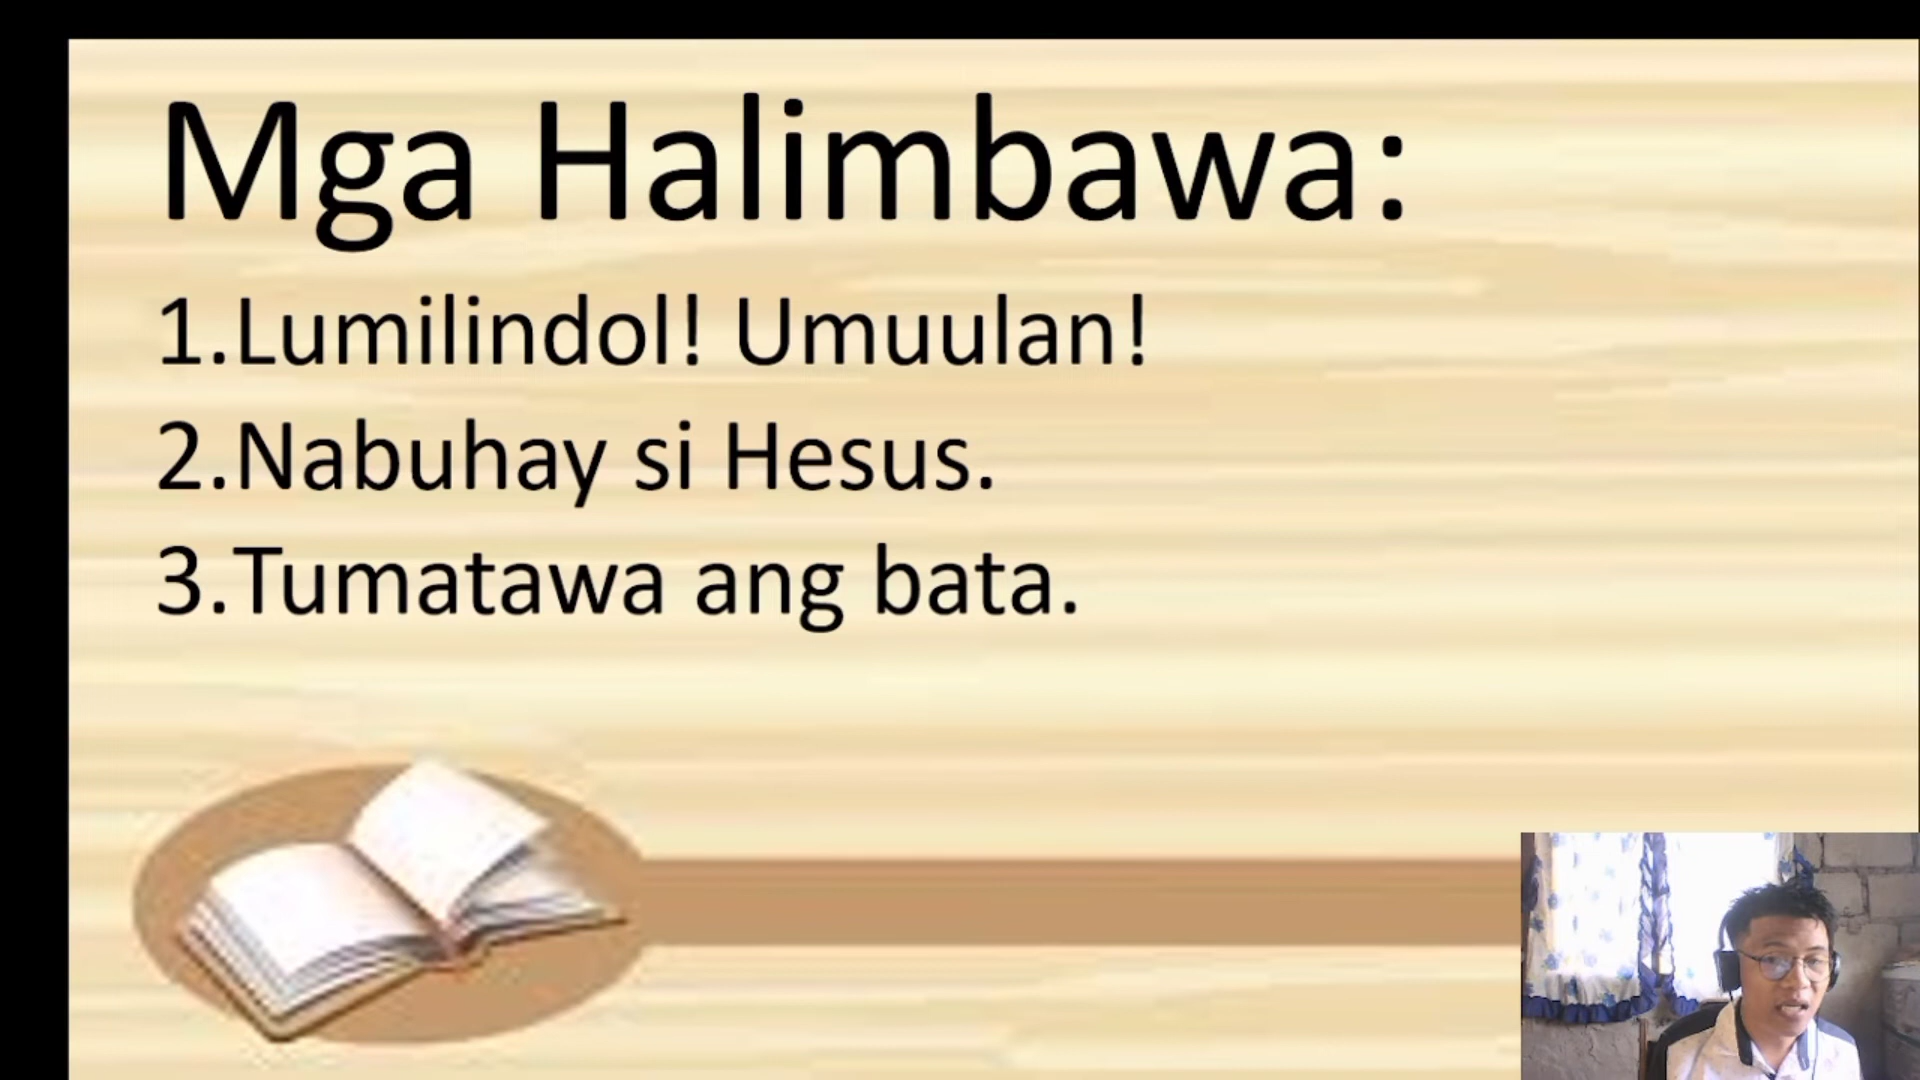 Mga Halimbawa:
1.Lumilindol! Umuulan!
2.Nabuhay si Hesus.
3.Tumatawa ang bata.